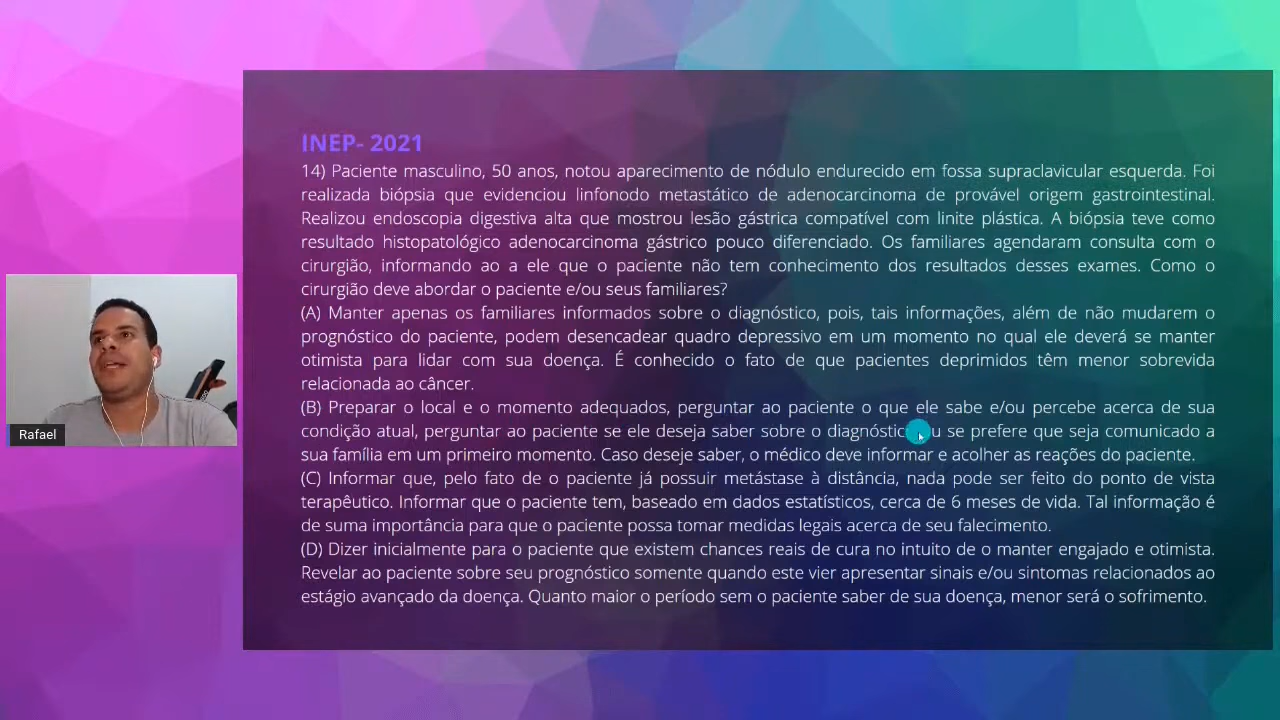 INEP- 2021
14) Paciente masculino, 50 anos, notou aparecimento de nódulo endurecido em fossa supraclavicular esquerda. Foi
realizada biópsia que evidenciou linfonodo metastático de adenocarcinoma de provável origem gastrointestinal.
Realizou endoscopia digestiva alta que mostrou lesão gástrica compatível com linite plástica. A biópsia teve como
resultado histopatológico adenocarcinoma gástrico pouco diferenciado. Os familiares agendaram consulta com o
cirurgião, informando ao a ele que o paciente não tem conhecimento dos resultados desses exames. Como o
cirurgião deve abordar o paciente e/ou seus familiares?
(A) Manter apenas os familiares informados sobre o diagnóstico, pois, tais informações, além de não mudarem o
prognóstico do paciente, podem desencadear quadro depressivo em um momento no qual ele deverá se manter
otimista para lidar com sua doença. É conhecido o fato de que pacientes deprimidos têm menor sobrevida
relacionada ao câncer.
(B) Preparar o local e o momento adequados, perguntar ao paciente o que ele sabe e/ou percebe acerca de sua
condição atual, perguntar ao paciente se ele deseja saber sobre o diagnóstico ou se prefere que seja comunicado a
sua família em um primeiro momento. Caso deseje saber, o médico deve informar e acolher as reações do paciente.
(C) Informar que, pelo fato de o paciente já possuir metástase à distância, nada pode ser feito do ponto de vista
terapêutico. Informar que o paciente tem, baseado em dados estatísticos, cerca de 6 meses de vida. Tal informação é
de suma importância para que o paciente possa tomar medidas legais acerca de seu falecimento.
(D) Dizer inicialmente para o paciente que existem chances reais de cura no intuito de o manter engajado e otimista.
Revelar ao paciente sobre seu prognóstico somente quando este vier apresentar sinais e/ou sintomas relacionados ao
estágio avançado da doença. Quanto maior o período sem o paciente saber de sua doença, menor será o sofrimento.
Rafael